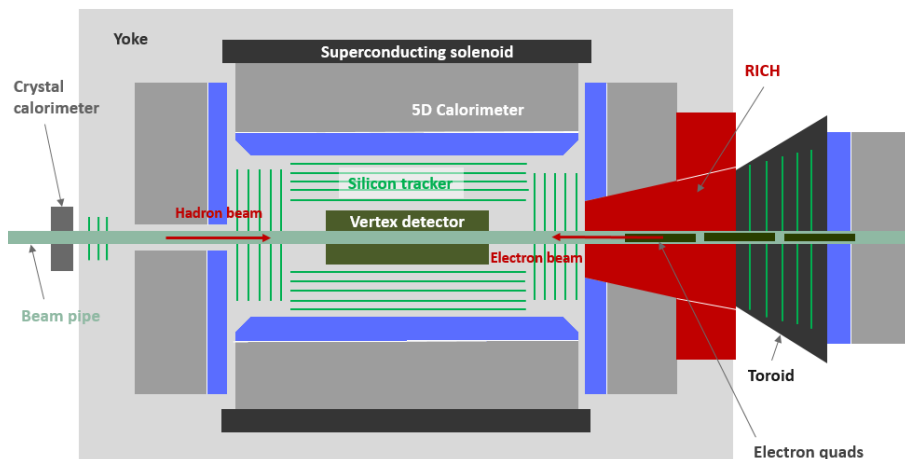 Yoke
Superconducting solenoid
RICH
Crystal
calorimeter
5D Calorimeter
Silicon tracker
Hadron beam
Vertex detector
Electron beam
Beam pipe
Toroid
Electron quads